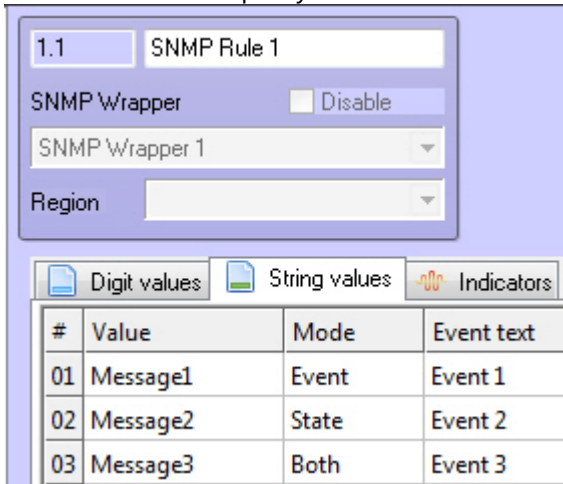 1.1 SNMP Rule 1
SNMP Wrapper Disable
SNMP Wrapper 1
Region
Digit values String values Indicators
# Value Mode Event text
01 Message1 Event Event 1
02 Message2 State Event 2
03 Message3 Both Event 3